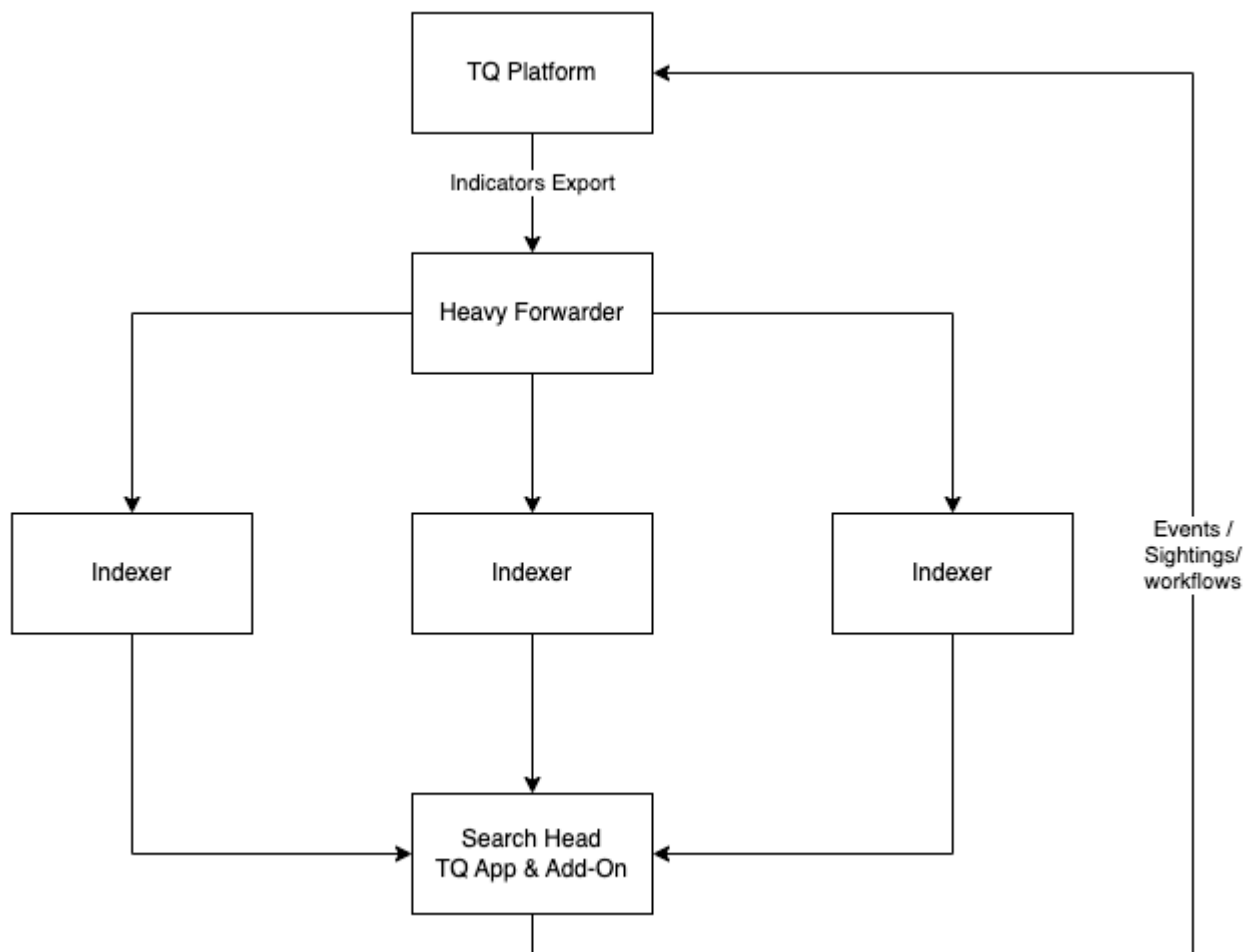 TQ Platform
Indicators Export
Heavy Forwarder
Indexer
Indexer
Indexer
Events /
Sightings/
workflows
Search Head
TQ App & Add-On